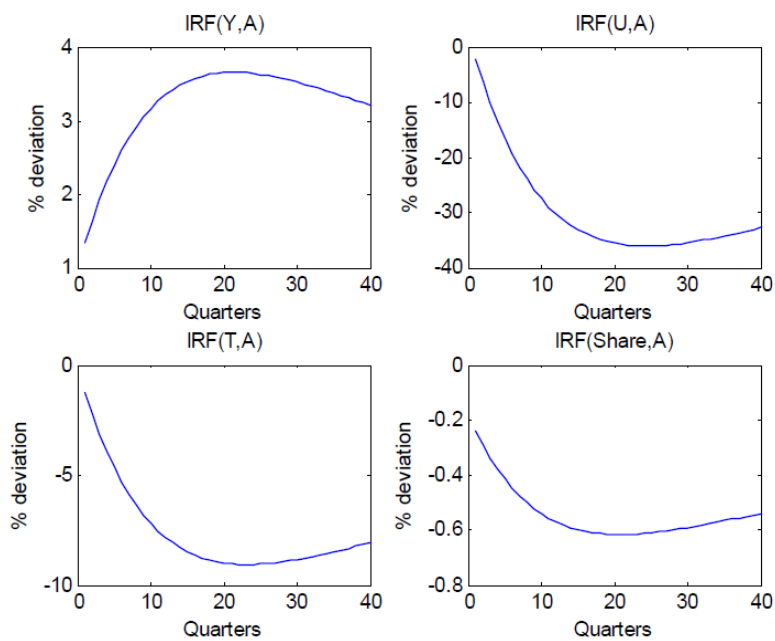 IRF(Y,A)
4
3
2
1
% deviation
0 10 20 30 40
Quarters
IRF(U,A)
0
-10
-20
-30
-40
% deviation
0 10 20 30 40
Quarters
IRF(T,A)
0
-5
-10
% deviation
0 10 20 30 40
Quarters
IRF(Share,A)
0
-0.2
-0.4
-0.6
-0.8
% deviation
0 10 20 30 40
Quarters